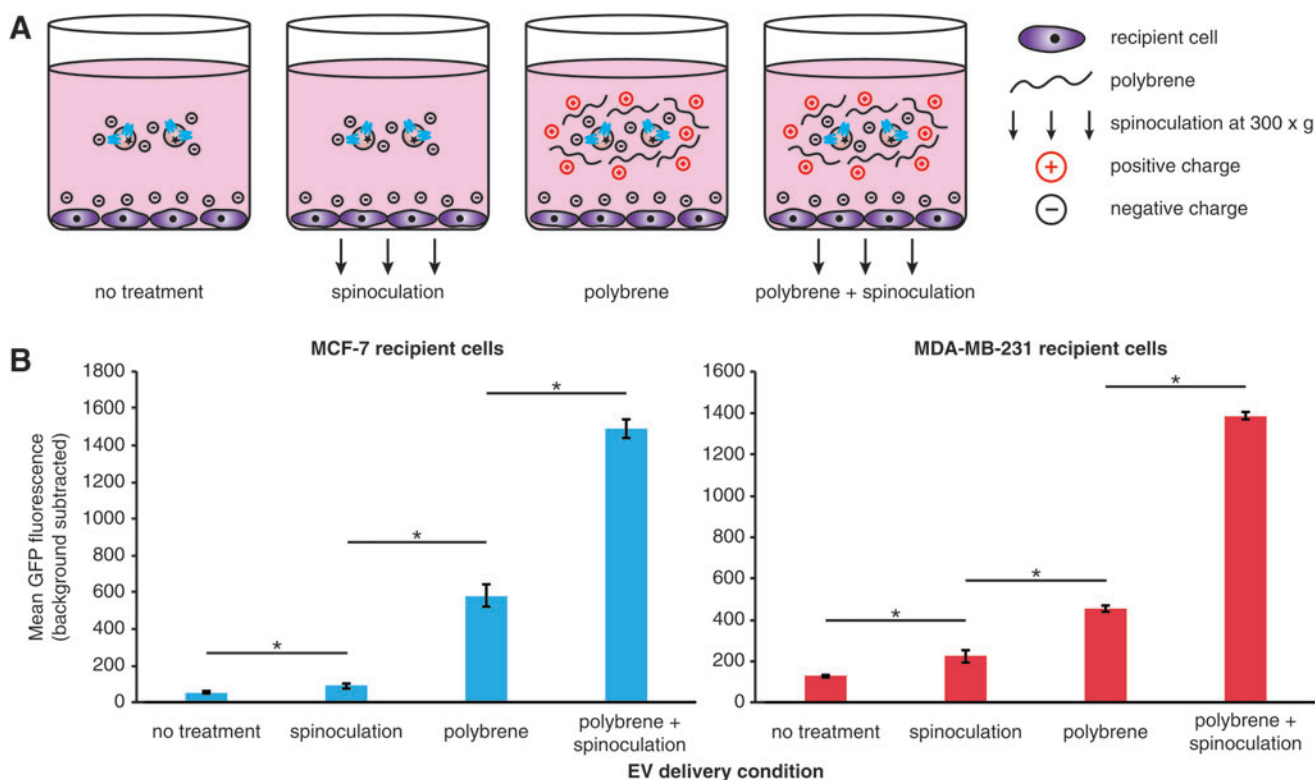 A
no treatment
spinoculation
polybrene
polybrene + spinoculation
recipient cell
polybrene
spinoculation at 300 x g
positive charge
negative charge
B
MCF-7 recipient cells
Mean GFP fluorescence
(background subtracted)
1800
1600
1400
1200
1000
800
600
400
200
0
*
*
*
no treatment
spinoculation
polybrene
polybrene +
spinoculation
MDA-MB-231 recipient cells
1600
1400
1200
1000
800
600
400
200
0
*
*
*
no treatment
spinoculation
polybrene
polybrene +
spinoculation
EV delivery condition